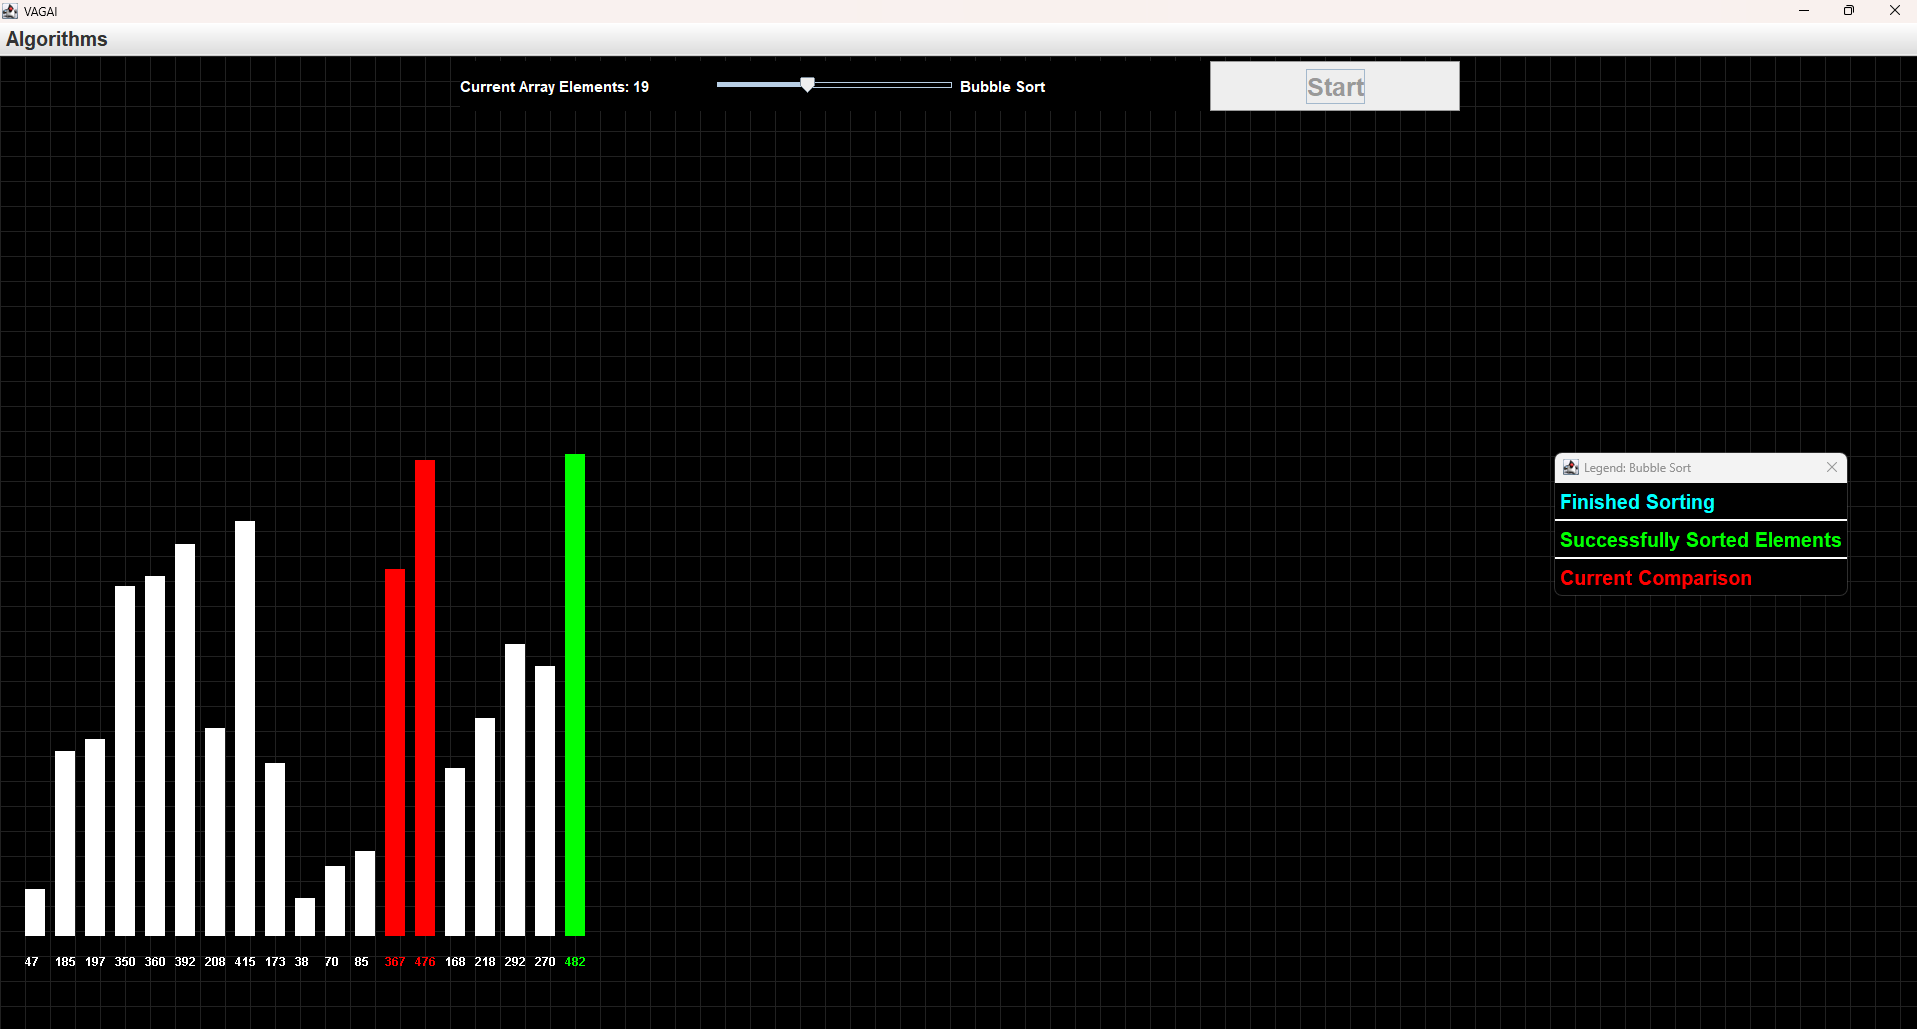 VAGAI
Algorithms
Current Array Elements: 19
Bubble Sort
Start
Legend: Bubble Sort
Finished Sorting
Successfully Sorted Elements
Current Comparison
47 185 197 350 360 392 208 415 173 38 70 85 367 476 168 218 292 270 482